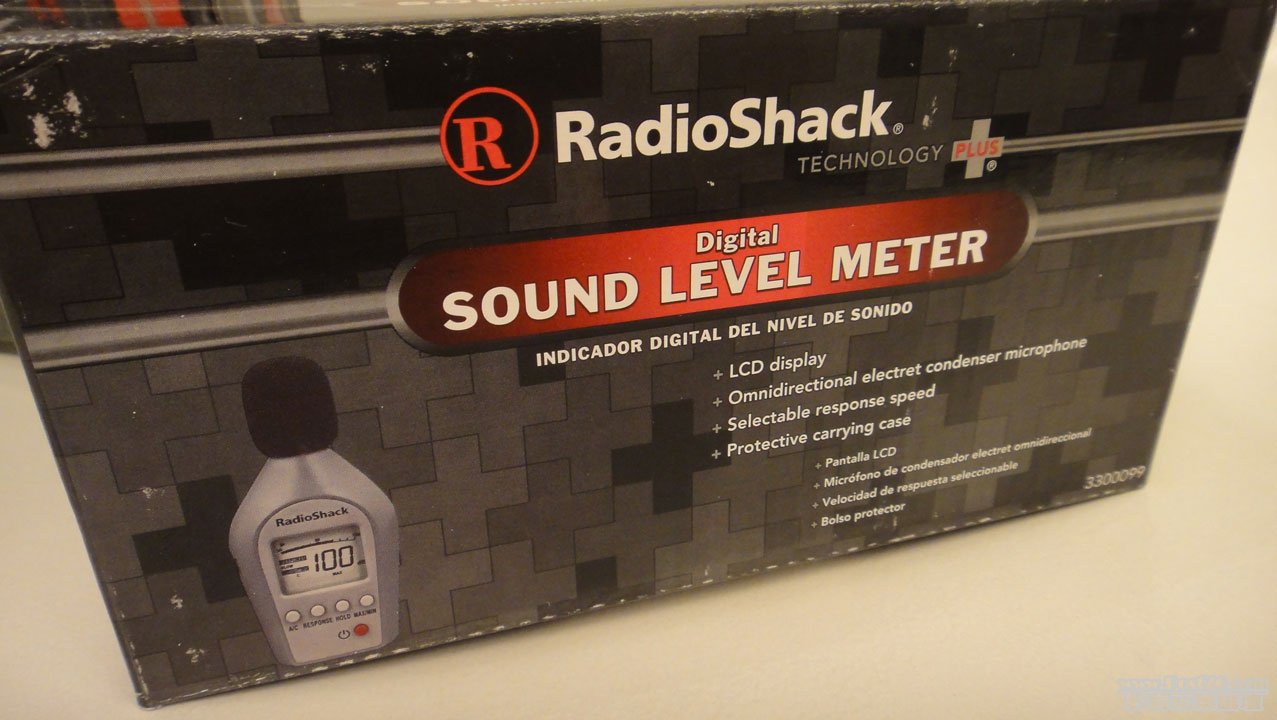 R RadioShack®
TECHNOLOGY PLUS®
Digital
SOUND LEVEL METER
INDICADOR DIGITAL DEL NIVEL DE SONIDO
+ LCD display
+ Omnidirectional electret condenser microphone
+ Selectable response speed
+ Protective carrying case
+ Pantalla LCD
+ Micrófono de condensador electret omnidireccional
+ Velocidad de respuesta seleccionable
+ Bolso protector
3300099
RadioShack
100
MAX
A/C RESPONSE HOLD MAX/MIN